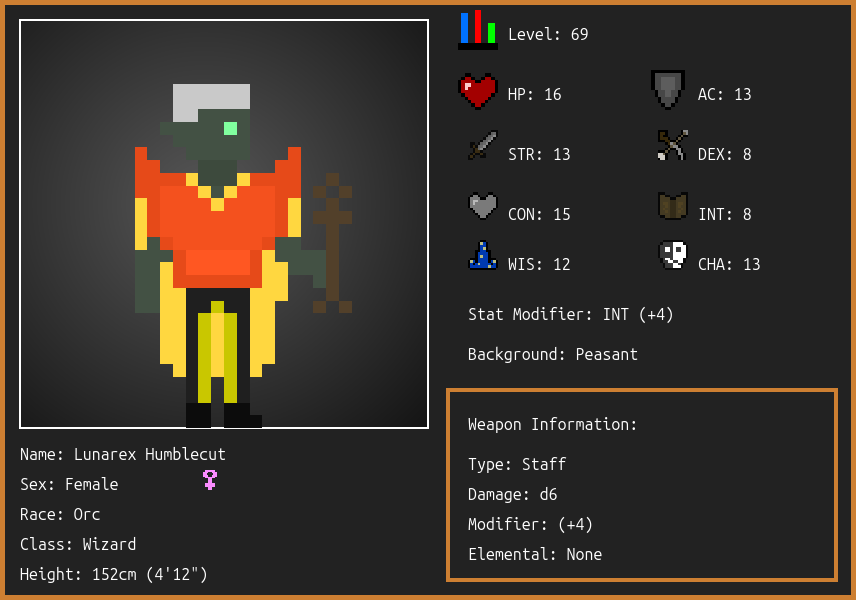 Level: 69
HP: 16
AC: 13
STR: 13
DEX: 8
CON: 15
INT: 8
WIS: 12
CHA: 13
Stat Modifier: INT (+4)
Background: Peasant
Weapon Information:
Type: Staff
Damage: d6
Modifier: (+4)
Elemental: None
Name: Lunarex Humblecut
Sex: Female
Race: Orc
Class: Wizard
Height: 152cm (4'12")